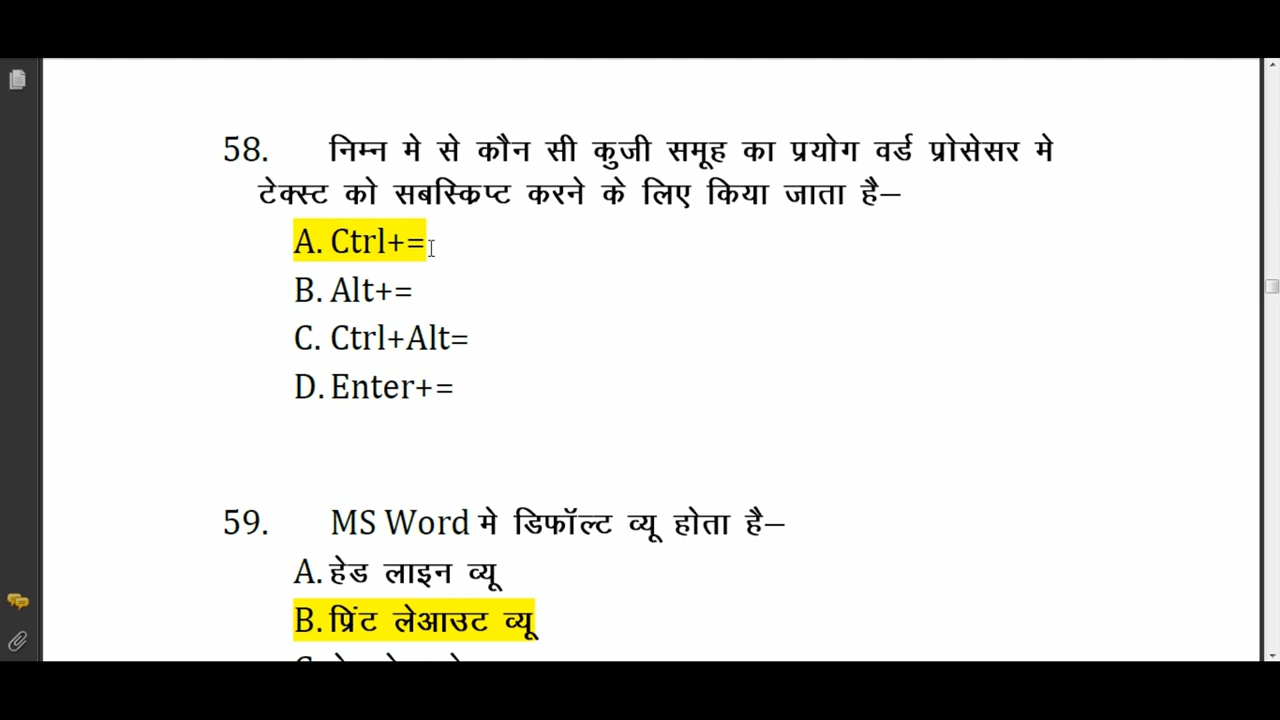 58. निम्न मे से कौन सी कुजी समूह का प्रयोग वर्ड प्रोसेसर मे
टेक्स्ट को सबस्क्रिप्ट करने के लिए किया जाता है–
A. Ctrl+=
B. Alt+=
C. Ctrl+Alt=
D. Enter+=
59. MS Word मे डिफॉल्ट व्यू होता है–
A. हेड लाइन व्यू
B. प्रिंट लेआउट व्यू